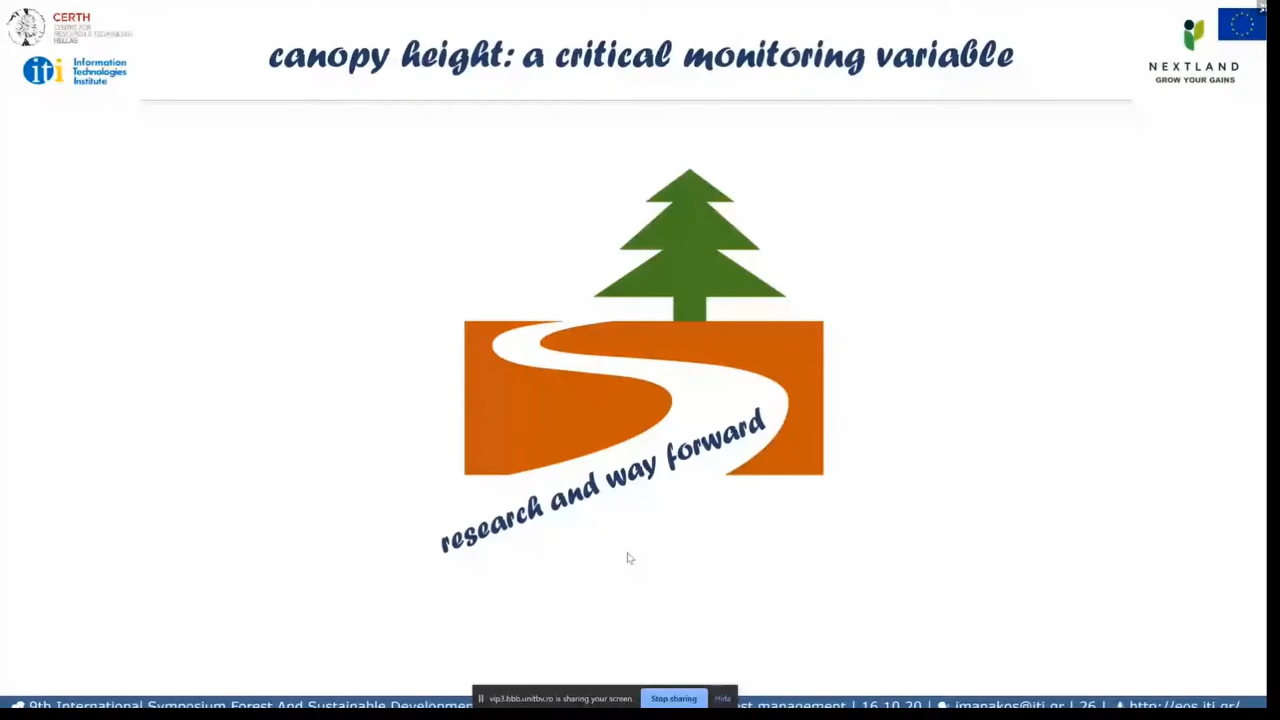 CERTH
CENTRE FOR
RESEARCH & TECHNOLOGY
HELLAS
iti Information
Technologies
Institute
canopy height: a critical monitoring variable
NEXTLAND
GROW YOUR GAINS
research and way forward
vip3.bbb.unitbv.ro is sharing your screen. Stop sharing Hide
9th International Symposium Forest And Sustainable Developmen
st management | 16.10.20 | imanakos@iti.gr | 26 | http://eos.iti.gr/